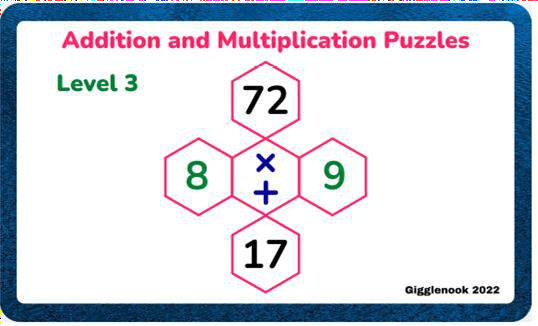 Addition and Multiplication Puzzles
Level 3
72
8 × 9
+
17
Gigglenook 2022